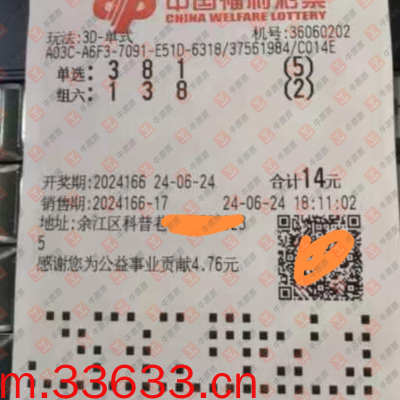 中国福利彩票
CHINA WELFARE LOTTERY
玩法:3D-单式 机号:36060202
A03C-A6F3-7091-E51D-6318/37561984/C014E
单选: 3 8 1 (5)
组六: 1 3 8 (2)
开奖期:2024166 24-06-24 合计14元
销售期:2024166-17 24-06-24 18:11:02
地址:余江区科普巷 23
5
感谢您为公益事业贡献4.76元
m.33633.cn